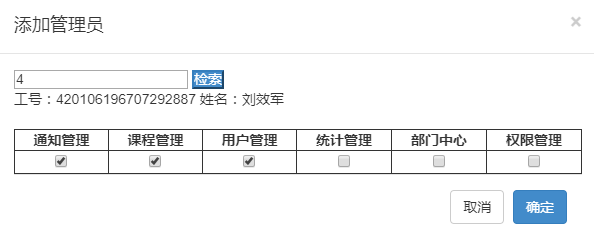 添加管理员 ×
4 检索
工号：420106196707292887 姓名：刘效军
通知管理 课程管理 用户管理 统计管理 部门中心 权限管理
取消 确定